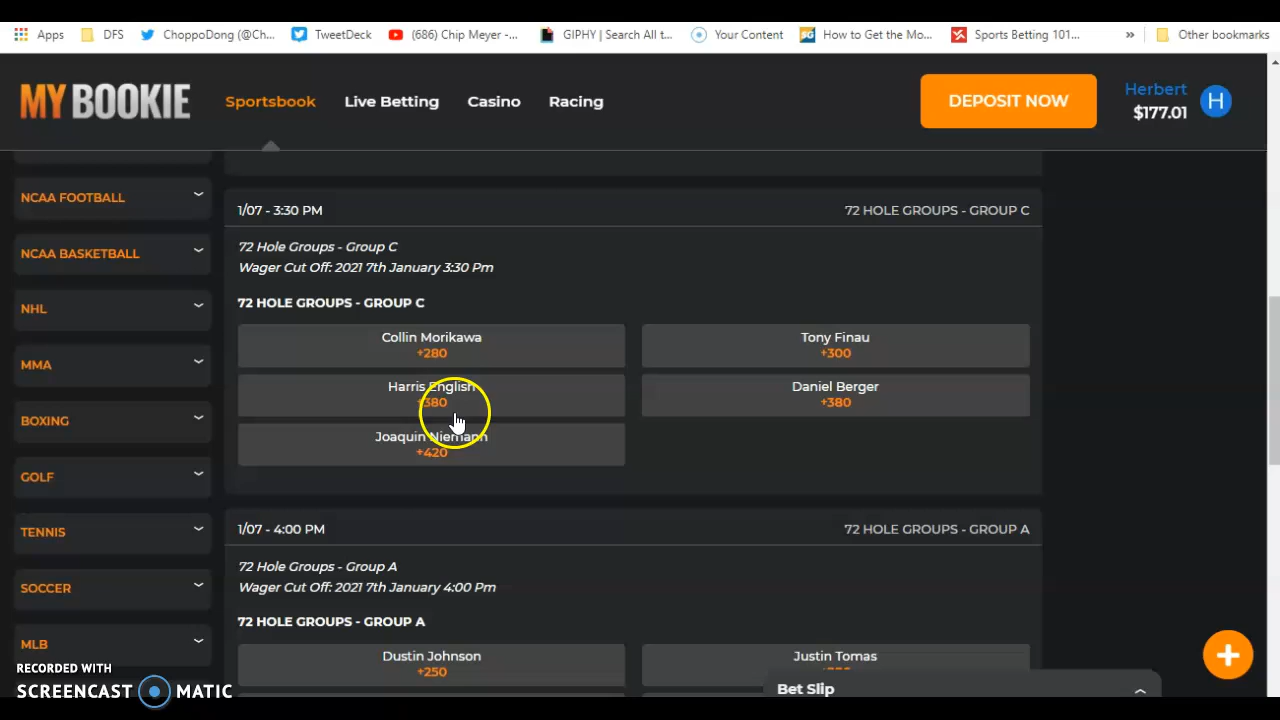 Apps DFS ChoppoDong (@Ch... TweetDeck (686) Chip Meyer -... GIPHY | Search All t... Your Content How to Get the Mo... Sports Betting 101... » Other bookmarks
MY BOOKIE Sportsbook Live Betting Casino Racing DEPOSIT NOW Herbert H
$177.01
NCAA FOOTBALL
NCAA BASKETBALL
NHL
MMA
BOXING
GOLF
TENNIS
SOCCER
MLB
1/07 - 3:30 PM 72 HOLE GROUPS - GROUP C
72 Hole Groups - Group C
Wager Cut Off: 2021 7th January 3:30 Pm
72 HOLE GROUPS - GROUP C
Collin Morikawa Tony Finau
+280 +300
Harris English Daniel Berger
+380 +380
Joaquin Niemann
+420
1/07 - 4:00 PM 72 HOLE GROUPS - GROUP A
72 Hole Groups - Group A
Wager Cut Off: 2021 7th January 4:00 Pm
72 HOLE GROUPS - GROUP A
Dustin Johnson Justin Tomas
+250
Bet Slip
RECORDED WITH
SCREENCAST MATIC